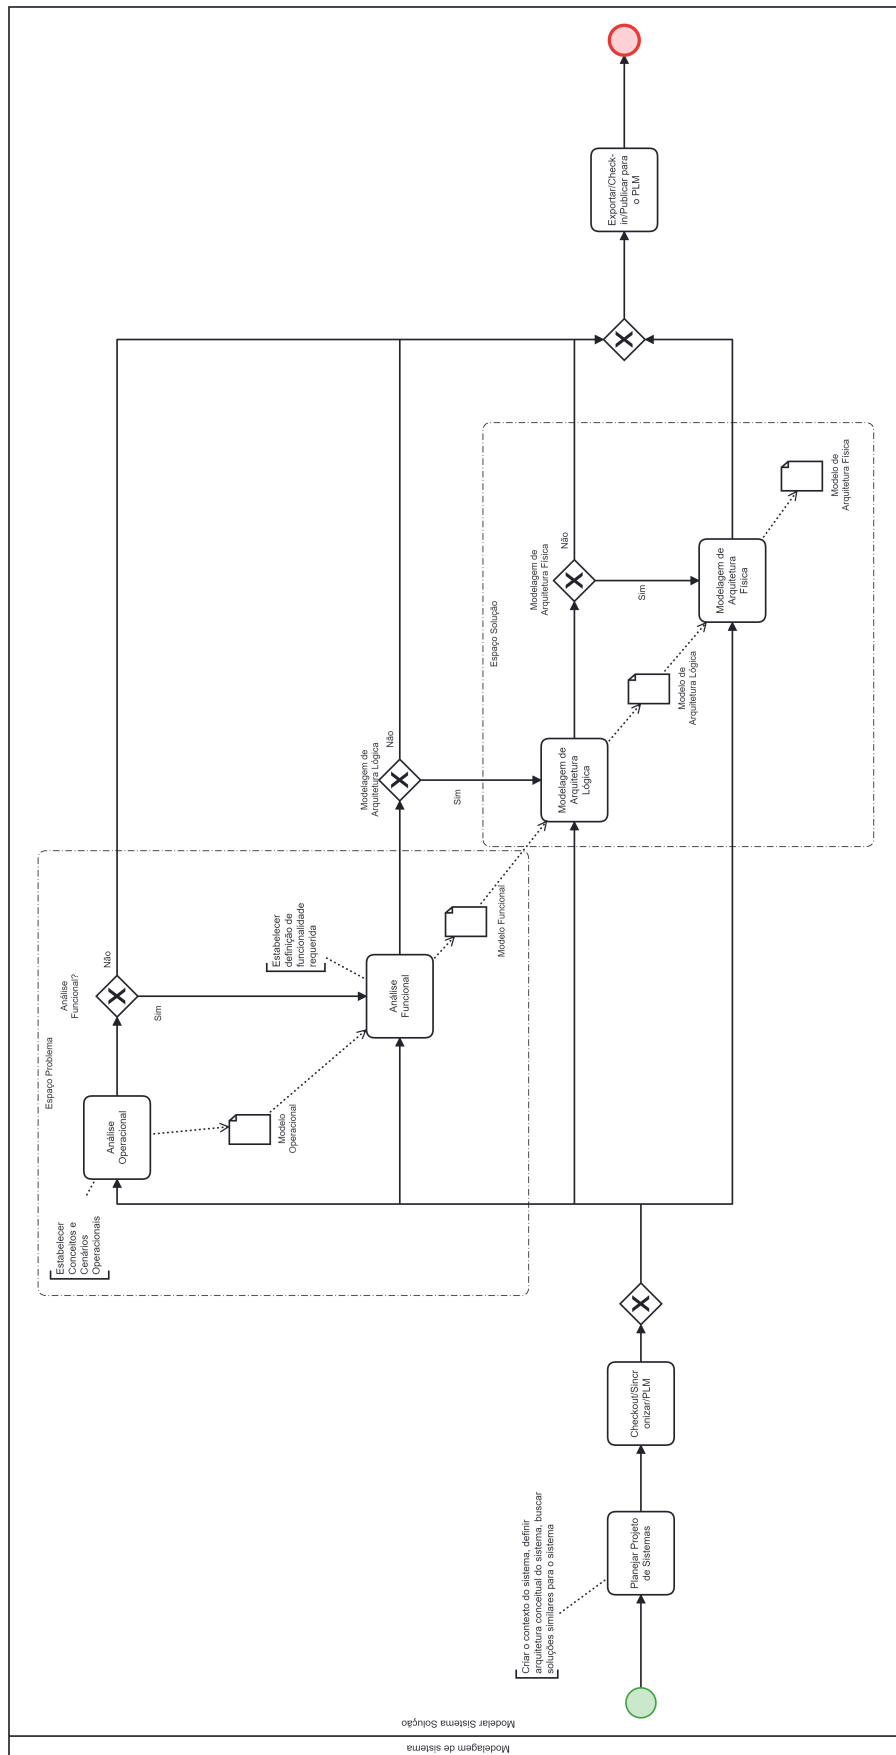 Modelagem de sistema
Modelar Sistema Solução
Criar o contexto do sistema, definir
arquitetura conceitual do sistema, buscar
soluções similares para o sistema
Planejar Projeto
de Sistemas
Checkout/Sincr
onizar/PLM
Espaço Problema
Estabelecer
Conceitos e
Cenários
Operacionais
Análise
Operacional
Modelo
Operacional
Análise
Funcional?
Não
Sim
Estabelecer
definição de
funcionalidade
requerida
Análise
Funcional
Modelo Funcional
Modelagem de
Arquitetura Lógica
Não
Sim
Espaço Solução
Modelagem de
Arquitetura
Lógica
Modelo de
Arquitetura Lógica
Modelagem de
Arquitetura Física
Não
Sim
Modelagem de
Arquitetura
Física
Modelo de
Arquitetura Física
Exportar/Check-
in/Publicar para
o PLM